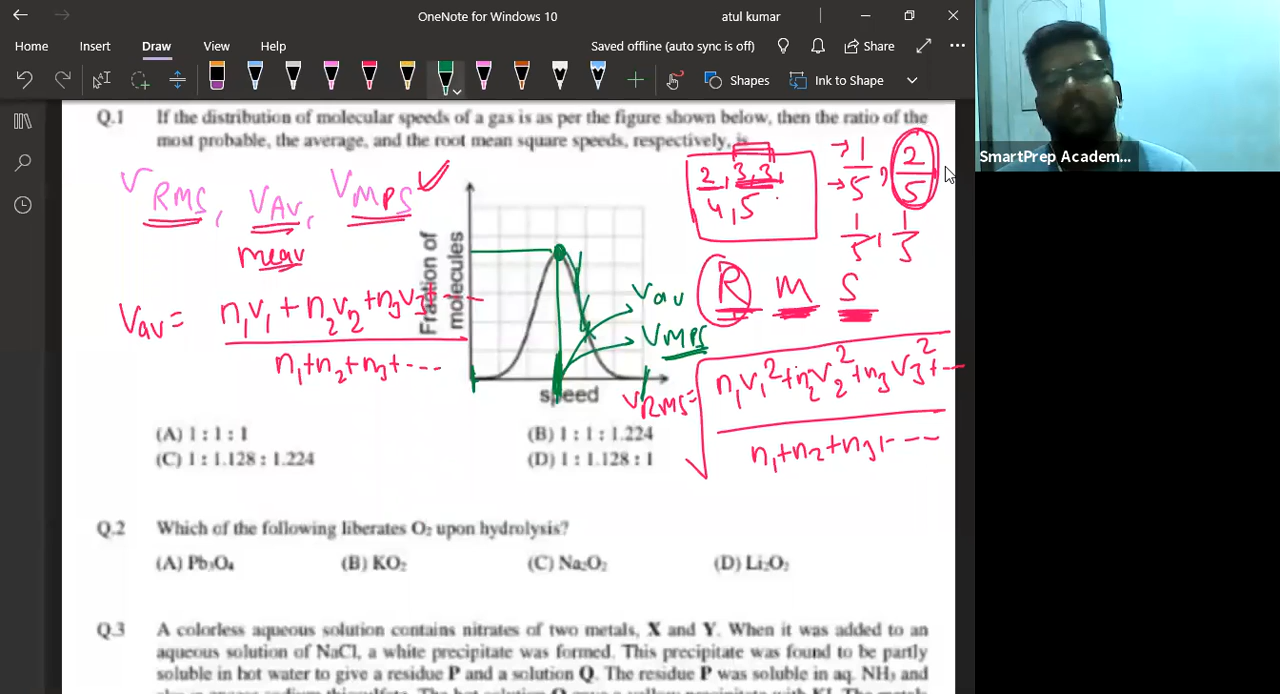 OneNote for Windows 10
atul kumar
Home Insert Draw View Help
Saved offline (auto sync is off)
Share
Shapes
Ink to Shape
SmartPrep Academ...
Q.1 If the distribution of molecular speeds of a gas is as per the figure shown below, then the ratio of the
most probable, the average, and the root mean square speeds, respectively, is
VRMS, VAV, VMPS
mean
Vav = n₁v₁ + n₂v₂ + n₃v₃ + ---
n₁+n₂+n₃+ - - -
2, 3, 3,
4, 5
1/5, 2/5
1/5, 1/5
R M S
Fraction of
molecules
Vav
VMPS
speed
VRMS = √ n₁v₁² + n₂v₂² + n₃v₃² + ---
n₁+n₂+n₃+ - - -
(A) 1 : 1 : 1 (B) 1 : 1 : 1.224
(C) 1 : 1.128 : 1.224 (D) 1 : 1.128 : 1
Q.2 Which of the following liberates O₂ upon hydrolysis?
(A) Pb₃O₄ (B) KO₂ (C) Na₂O₂ (D) Li₂O₂
Q.3 A colorless aqueous solution contains nitrates of two metals, X and Y. When it was added to an
aqueous solution of NaCl, a white precipitate was formed. This precipitate was found to be partly
soluble in hot water to give a residue P and a solution Q. The residue P was soluble in aq. NH₃ and